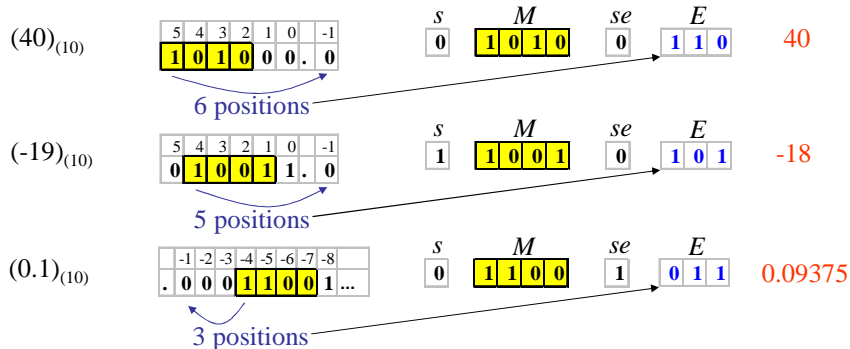 s M se E
5 4 3 2 1 0 -1
(40)(10) 1 0 1 0 0 0 . 0 0 1 0 1 0 0 1 1 0 40
6 positions
s M se E
5 4 3 2 1 0 -1
(-19)(10) 0 1 0 0 1 1 . 0 1 1 0 0 1 0 1 0 1 -18
5 positions
s M se E
-1 -2 -3 -4 -5 -6 -7 -8
(0.1)(10) . 0 0 0 1 1 0 0 1 ... 0 1 1 0 0 1 0 1 1 0.09375
3 positions